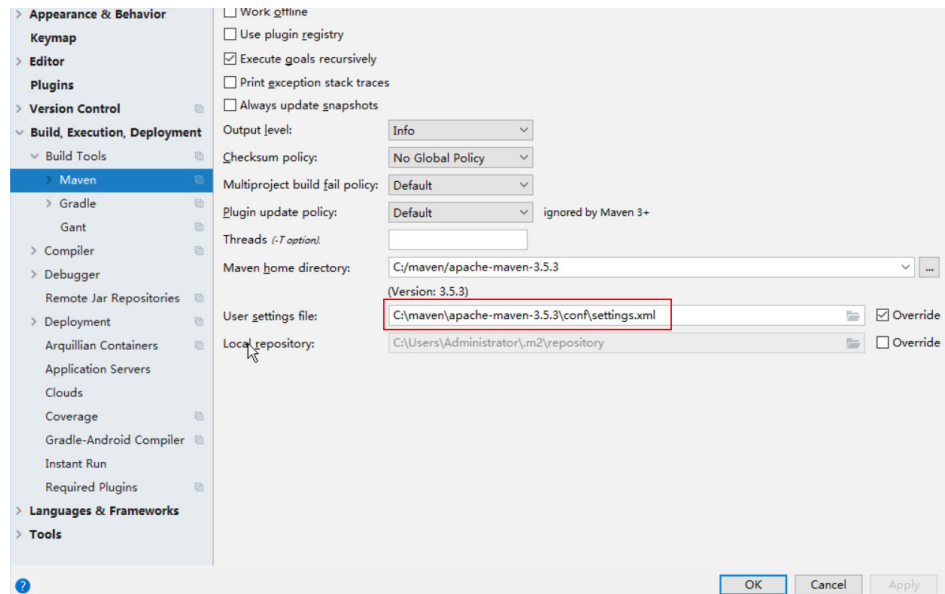 Appearance & Behavior
Keymap
Editor
Plugins
Version Control
Build, Execution, Deployment
Build Tools
Maven
Gradle
Gant
Compiler
Debugger
Remote Jar Repositories
Deployment
Arquillian Containers
Application Servers
Clouds
Coverage
Gradle-Android Compiler
Instant Run
Required Plugins
Languages & Frameworks
Tools
Work offline
Use plugin registry
Execute goals recursively
Print exception stack traces
Always update snapshots
Output level: Info
Checksum policy: No Global Policy
Multiproject build fail policy: Default
Plugin update policy: Default ignored by Maven 3+
Threads (-T option).
Maven home directory: C:/maven/apache-maven-3.5.3 ...
(Version: 3.5.3)
User settings file: C:\maven\apache-maven-3.5.3\conf\settings.xml Override
Local repository: C:\Users\Administrator\.m2\repository Override
? OK Cancel Apply